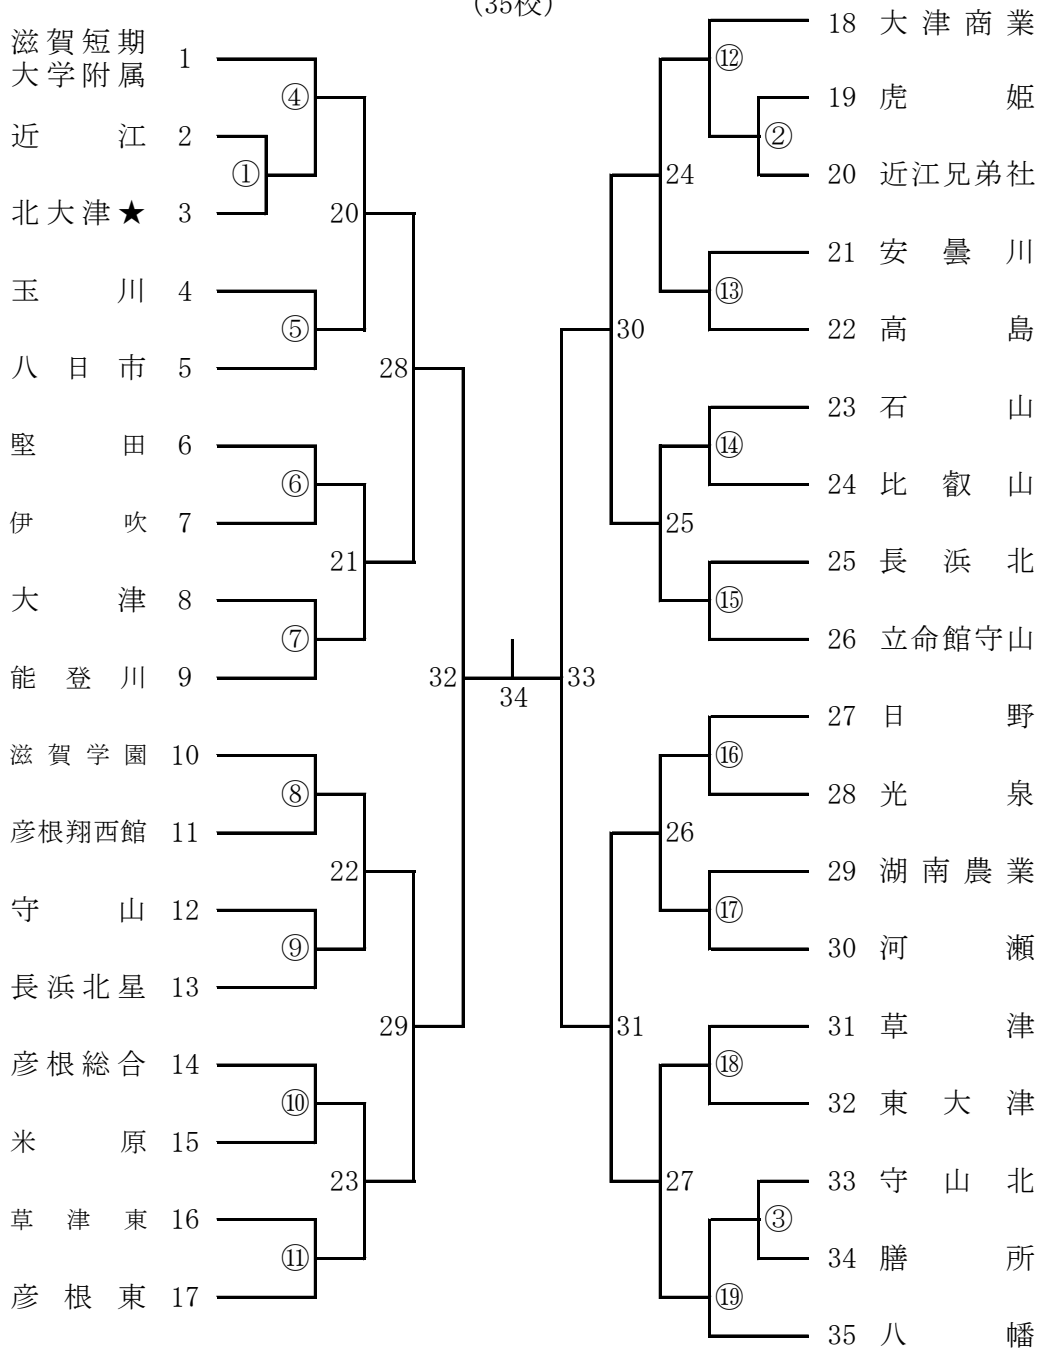 （35校）
滋賀短期
大学附属 1
近江 2
北大津★ 3
玉川 4
八日市 5
堅田 6
伊吹 7
大津 8
能登川 9
滋賀学園 10
彦根翔西館 11
守山 12
長浜北星 13
彦根総合 14
米原 15
草津東 16
彦根東 17
①
④
⑤
⑥
⑦
⑧
⑨
⑩
⑪
20
21
22
23
28
29
32
34
33
30
31
24
25
26
27
⑫
②
⑬
⑭
⑮
⑯
⑰
⑱
③
⑲
18 大津商業
19 虎姫
20 近江兄弟社
21 安曇川
22 高島
23 石山
24 比叡山
25 長浜北
26 立命館守山
27 日野
28 光泉
29 湖南農業
30 河瀬
31 草津
32 東大津
33 守山北
34 膳所
35 八幡